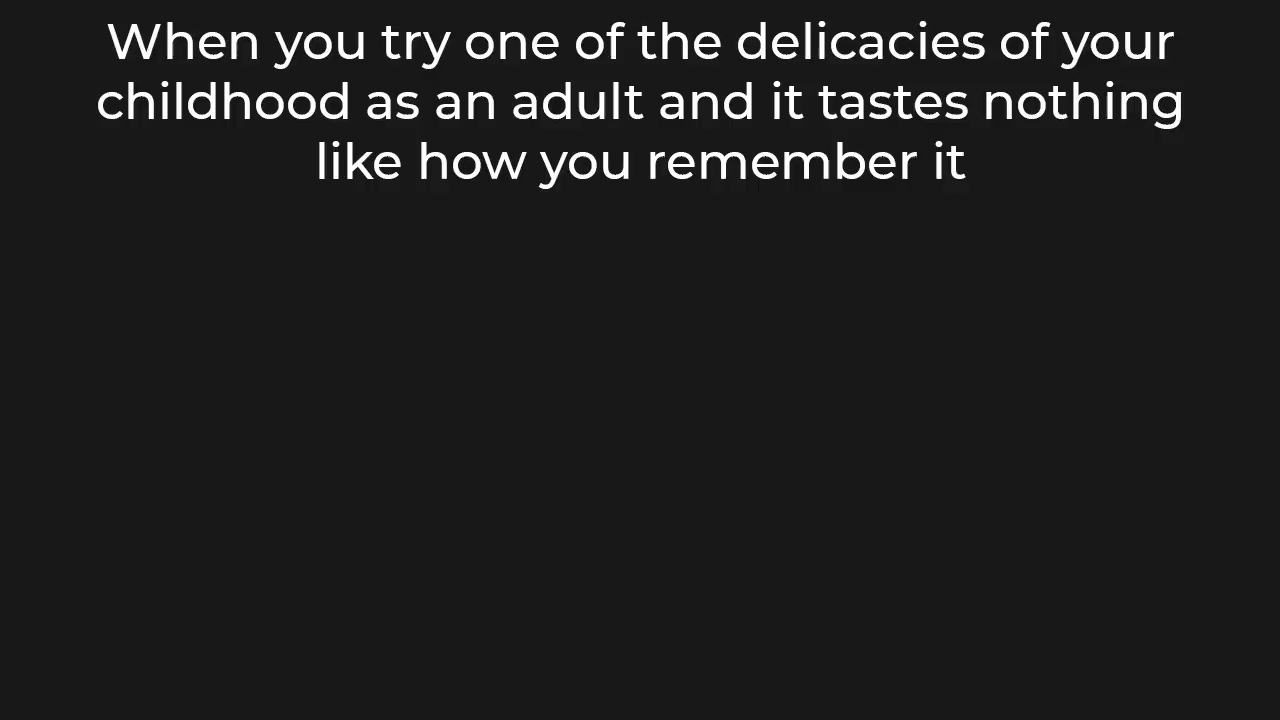 When you try one of the delicacies of your
childhood as an adult and it tastes nothing
like how you remember it